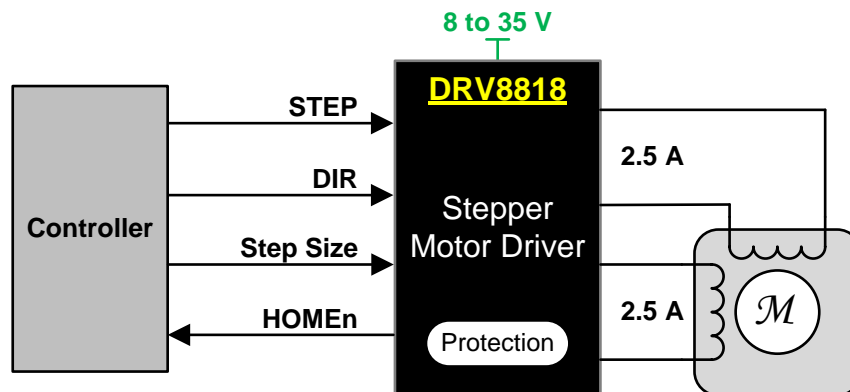 8 to 35 V
DRV8818
STEP
2.5 A
DIR
Controller
Stepper
Motor Driver
Step Size
HOMEn
2.5 A
M
Protection